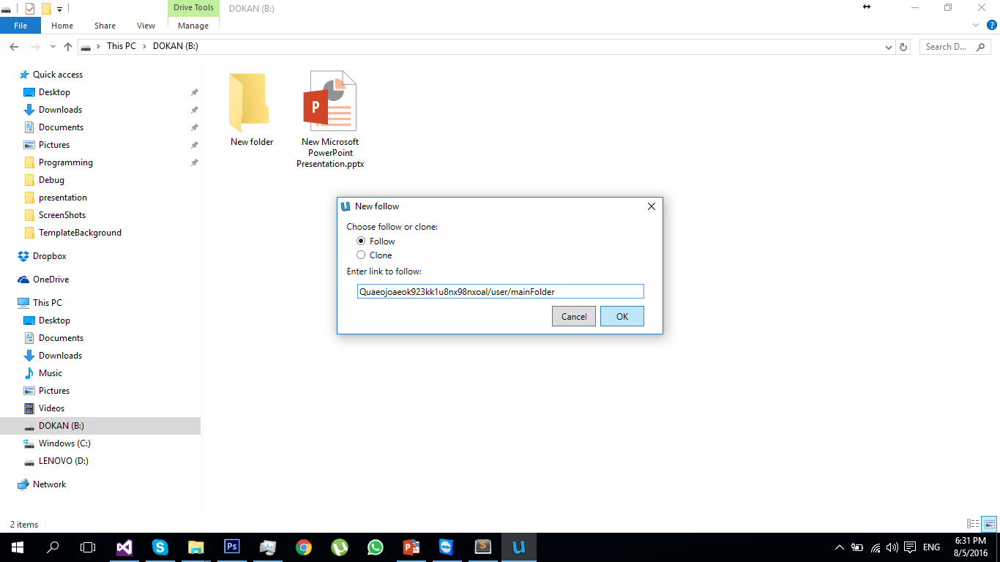 Drive Tools
DOKAN (B:)
File
Home
Share
View
Manage
This PC
DOKAN (B:)
Search D...
Quick access
Desktop
Downloads
Documents
Pictures
Programming
Debug
presentation
ScreenShots
TemplateBackground
Dropbox
OneDrive
This PC
Desktop
Documents
Downloads
Music
Pictures
Videos
DOKAN (B:)
Windows (C:)
LENOVO (D:)
Network
New folder
New Microsoft
PowerPoint
Presentation.pptx
New follow
Choose follow or clone:
Follow
Clone
Enter link to follow:
Quaeojoaeok923kk1u8nx98nxoal/user/mainFolder
Cancel
OK
2 items
ENG
6:31 PM
8/5/2016